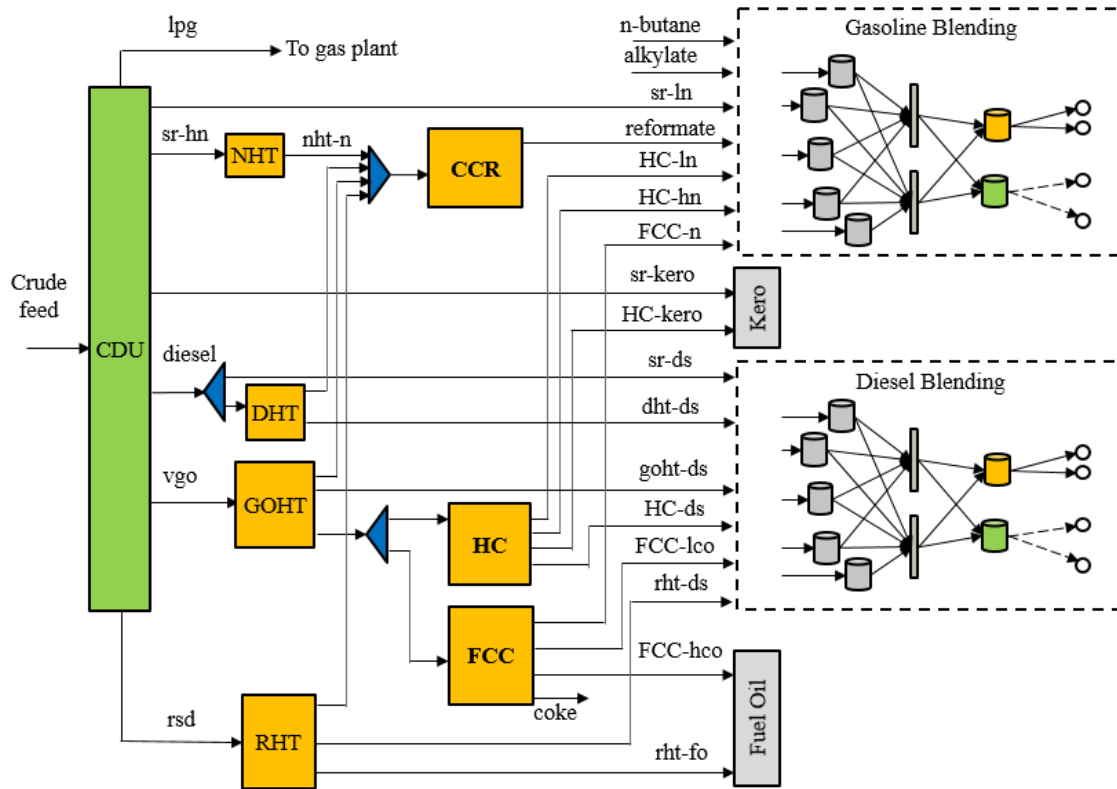 lpg
To gas plant
n-butane
alkylate
sr-ln
sr-hn
NHT
nht-n
CCR
reformate
HC-ln
HC-hn
FCC-n
Gasoline Blending
Crude
feed
CDU
sr-kero
HC-kero
Kero
diesel
DHT
sr-ds
dht-ds
Diesel Blending
vgo
GOHT
goht-ds
HC
HC-ds
FCC-lco
rht-ds
FCC
FCC-hco
coke
rsd
RHT
rht-fo
Fuel Oil